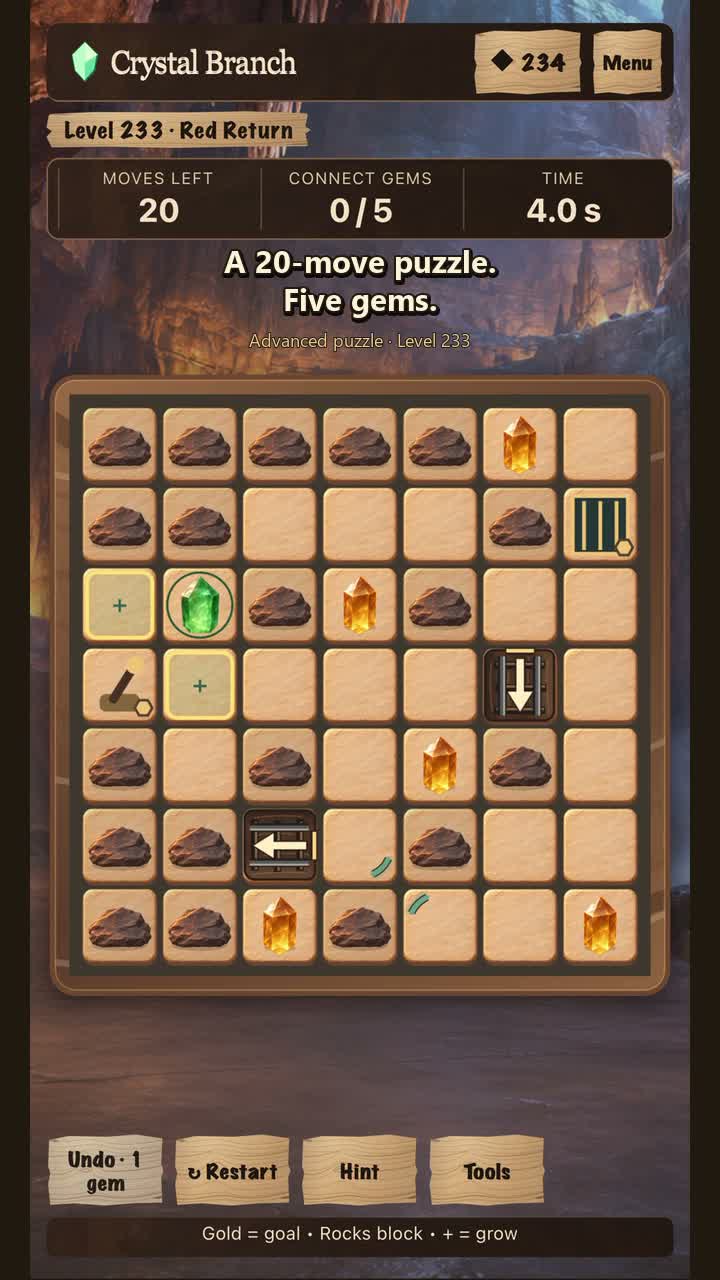 Crystal Branch
◆ 234
Menu
Level 233 · Red Return
MOVES LEFT
CONNECT GEMS
TIME
20
0/5
4.0 s
A 20-move puzzle.
Five gems.
Advanced puzzle · Level 233
+
+
Undo · 1
gem
↻ Restart
Hint
Tools
Gold = goal • Rocks block • + = grow